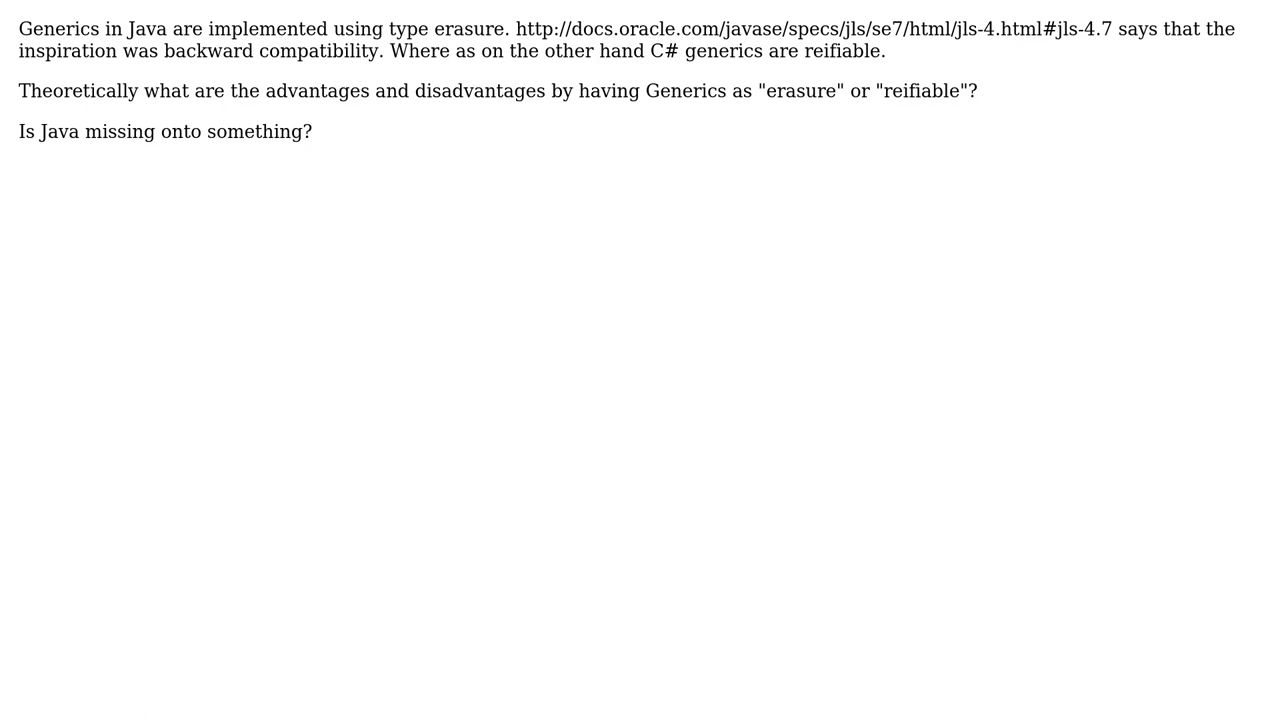 Generics in Java are implemented using type erasure. http://docs.oracle.com/javase/specs/jls/se7/html/jls-4.html#jls-4.7 says that the
inspiration was backward compatibility. Where as on the other hand C# generics are reifiable.
Theoretically what are the advantages and disadvantages by having Generics as "erasure" or "reifiable"?
Is Java missing onto something?